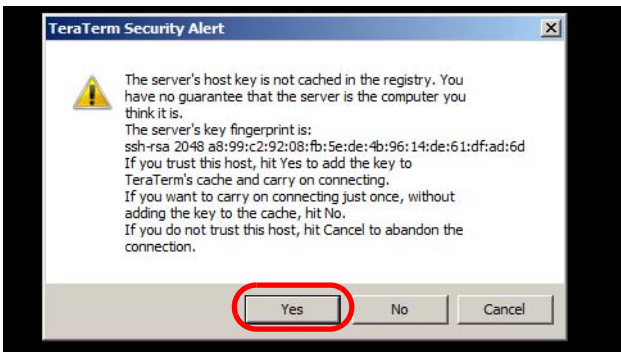 TeraTerm Security Alert
The server's host key is not cached in the registry. You
have no guarantee that the server is the computer you
think it is.
The server's key fingerprint is:
ssh-rsa 2048 a8:99:c2:92:08:fb:5e:de:4b:96:14:de:61:df:ad:6d
If you trust this host, hit Yes to add the key to
TeraTerm's cache and carry on connecting.
If you want to carry on connecting just once, without
adding the key to the cache, hit No.
If you do not trust this host, hit Cancel to abandon the
connection.
Yes No Cancel